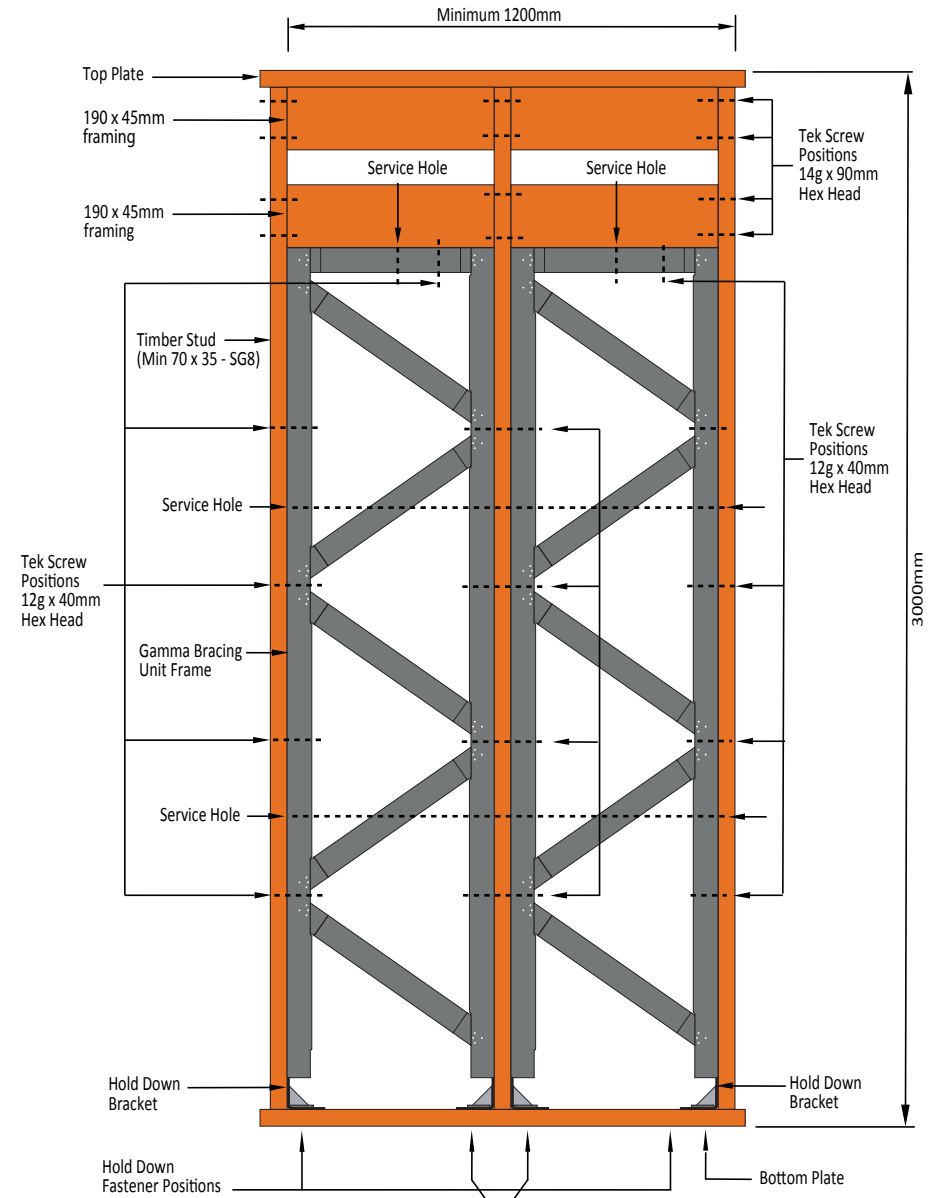 Minimum 1200mm
Top Plate
190 x 45mm
framing
Service Hole
Service Hole
Tek Screw
Positions
14g x 90mm
Hex Head
190 x 45mm
framing
Timber Stud
(Min 70 x 35 - SG8)
Tek Screw
Positions
12g x 40mm
Hex Head
Service Hole
Tek Screw
Positions
12g x 40mm
Hex Head
3000mm
Gamma Bracing
Unit Frame
Service Hole
Hold Down
Bracket
Hold Down
Bracket
Hold Down
Fastener Positions
Bottom Plate